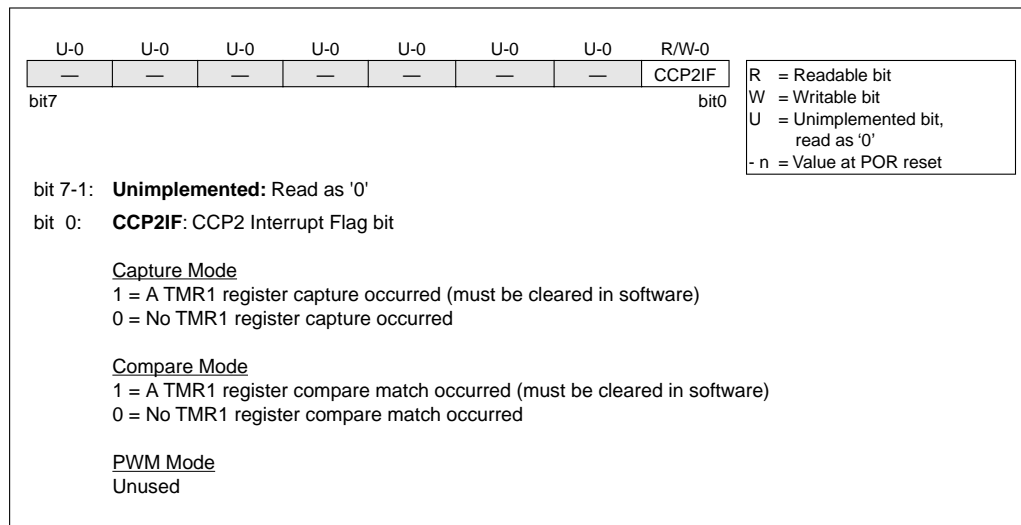 U-0 U-0 U-0 U-0 U-0 U-0 U-0 R/W-0
— — — — — — — CCP2IF
bit7 bit0
R = Readable bit
W = Writable bit
U = Unimplemented bit,
read as ‘0’
- n = Value at POR reset
bit 7-1: Unimplemented: Read as '0'
bit 0: CCP2IF: CCP2 Interrupt Flag bit
Capture Mode
1 = A TMR1 register capture occurred (must be cleared in software)
0 = No TMR1 register capture occurred
Compare Mode
1 = A TMR1 register compare match occurred (must be cleared in software)
0 = No TMR1 register compare match occurred
PWM Mode
Unused